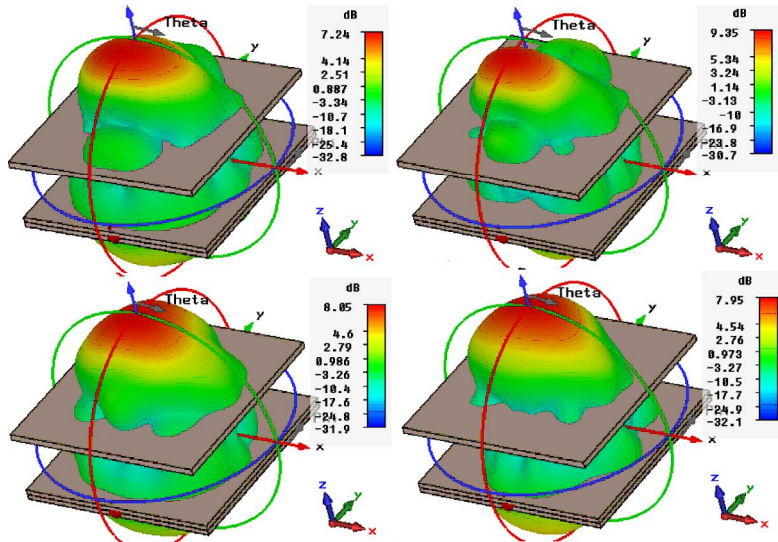 dB
7.24
4.14
2.51
0.887
-3.34
-10.7
-18.1
-25.4
-32.8
Theta
y
x
z
y
x
dB
9.35
5.34
3.24
1.14
-3.13
-10
-16.9
-23.8
-30.7
Theta
y
x
z
y
x
dB
8.05
4.6
2.79
0.986
-3.26
-10.4
-17.6
-24.8
-31.9
Theta
y
x
z
y
x
dB
7.95
4.54
2.76
0.973
-3.27
-10.5
-17.7
-24.9
-32.1
Theta
y
x
z
y
x